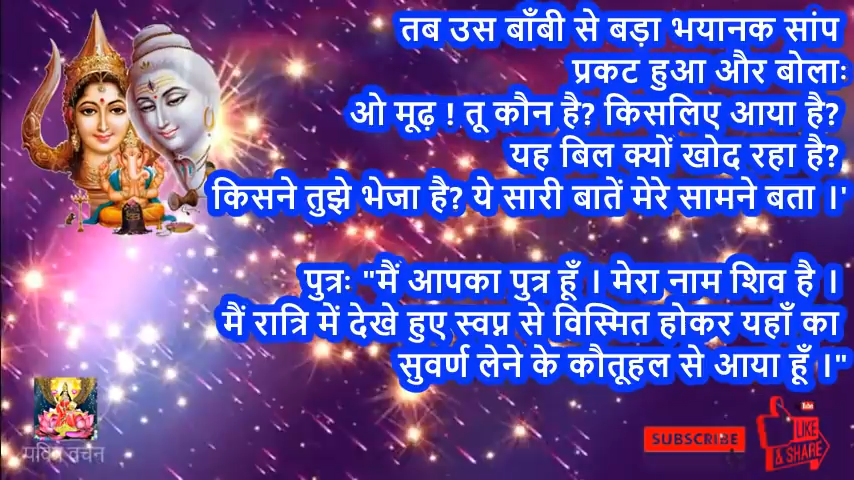 तब उस बाँबी से बड़ा भयानक सांप
प्रकट हुआ और बोलाः
ओ मूढ़ ! तू कौन है? किसलिए आया है?
यह बिल क्यों खोद रहा है?
किसने तुझे भेजा है? ये सारी बातें मेरे सामने बता ।'
पुत्रः "मैं आपका पुत्र हूँ । मेरा नाम शिव है ।
मैं रात्रि में देखे हुए स्वप्न से विस्मित होकर यहाँ का
सुवर्ण लेने के कौतूहल से आया हूँ ।"
SUBSCRIBE
LIKE
& SHARE